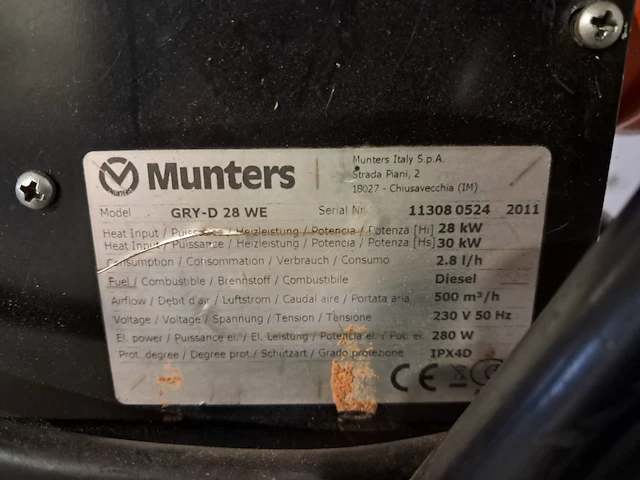 Munters
MUNTERS
Munters Italy S.p.A.
Strada Piani, 2
18027 - Chiusavecchia (IM)
Model GRY-D 28 WE Serial Nr. 11308 0524 2011
Heat Input / Puissance / Heizleistung / Potencia / Potenza [Hi] 28 kW
Heat Input / Puissance / Heizleistung / Potencia / Potenza [Hs] 30 kW
Consumption / Consommation / Verbrauch / Consumo 2.8 l/h
Fuel / Combustible / Brennstoff / Combustibile Diesel
Airflow / Débit d'air / Luftstrom / Caudal aire / Portata aria 500 m³/h
Voltage / Voltage / Spannung / Tension / Tensione 230 V 50 Hz
El. power / Puissance el. / El. Leistung / Potencia el. / Pot. el. 280 W
Prot. degree / Degree prot. / Schutzart / Grado protezione IPX4D
CE